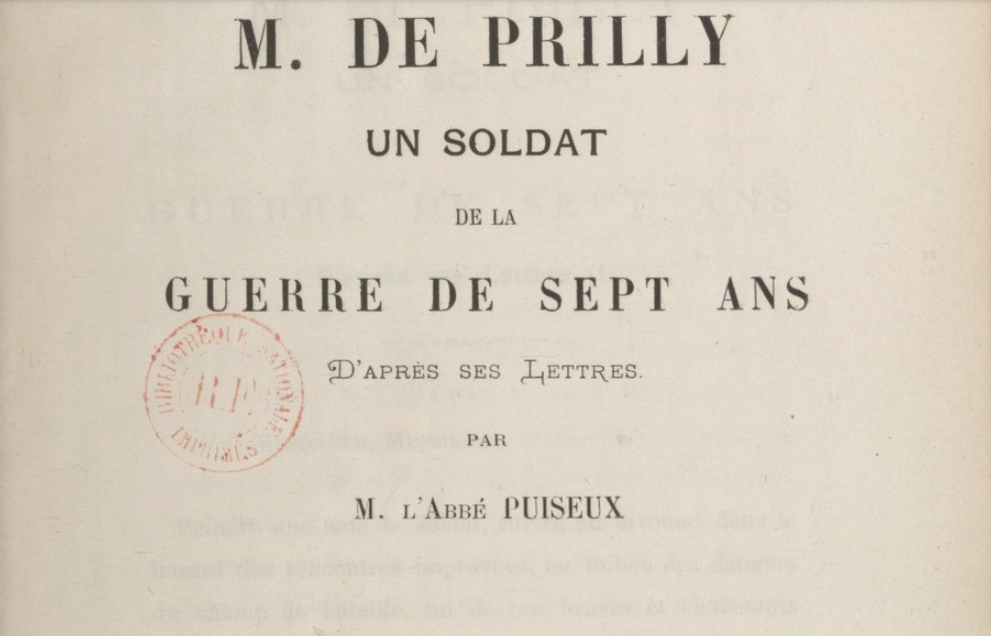 M. DE PRILLY
UN SOLDAT
DE LA
GUERRE DE SEPT ANS
D'APRÈS SES LETTRES.
BIBLIOTHÈQUE NATIONALE
R.F.
IMPRIMÉS
PAR
M. L'ABBÉ PUISEUX